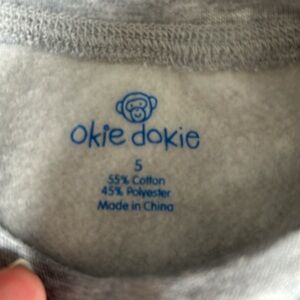 okie dokie
5
55% Cotton
45% Polyester
Made in China